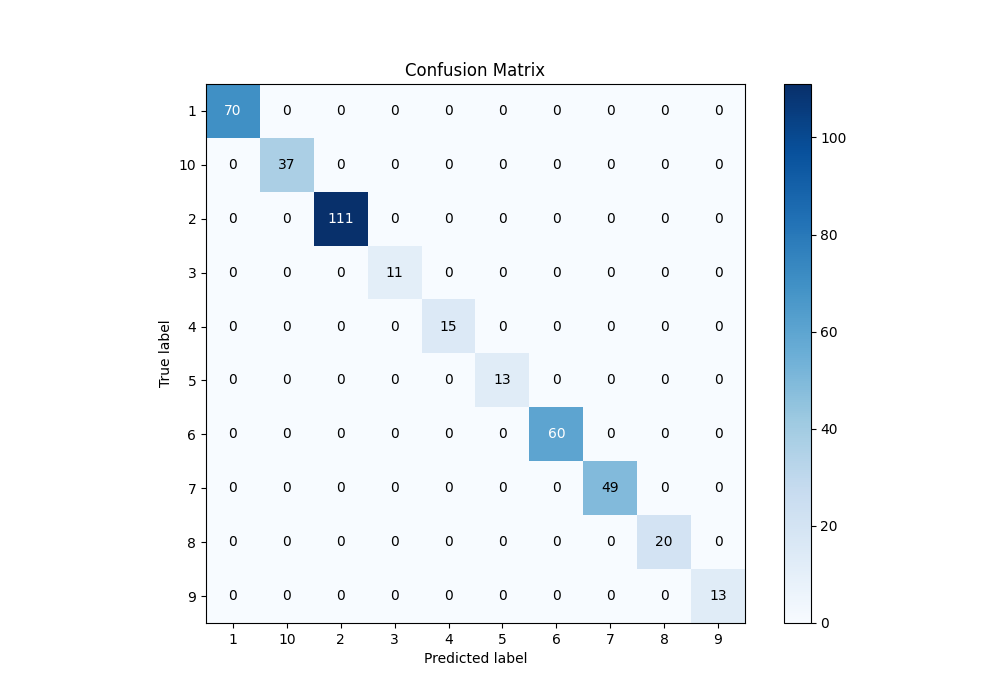 Confusion Matrix
1 70 0 0 0 0 0 0 0 0 0
10 0 37 0 0 0 0 0 0 0 0
2 0 0 111 0 0 0 0 0 0 0
3 0 0 0 11 0 0 0 0 0 0
4 0 0 0 0 15 0 0 0 0 0
5 0 0 0 0 0 13 0 0 0 0
6 0 0 0 0 0 0 60 0 0 0
7 0 0 0 0 0 0 0 49 0 0
8 0 0 0 0 0 0 0 0 20 0
9 0 0 0 0 0 0 0 0 0 13
1 10 2 3 4 5 6 7 8 9
Predicted label
True label
100
80
60
40
20
0